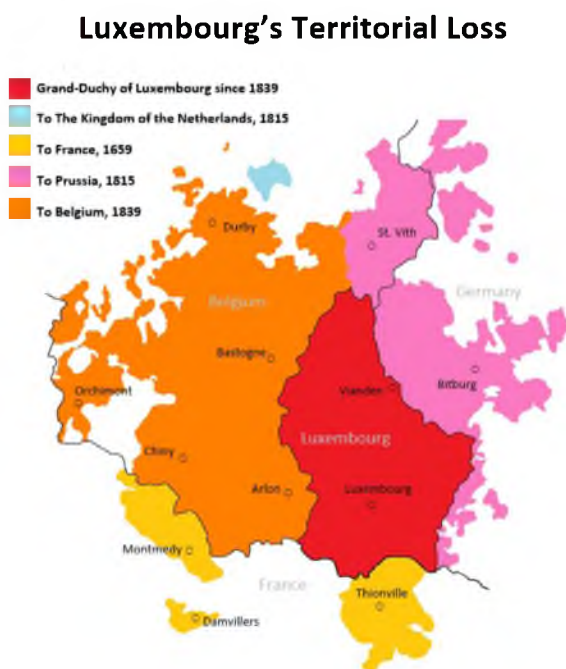 Luxembourg's Territorial Loss
Grand-Duchy of Luxembourg since 1839
To The Kingdom of the Netherlands, 1815
To France, 1659
To Prussia, 1815
To Belgium, 1839
Durby
St. Vith
Belgium
Germany
Bastogne
Vianden
Bitburg
Orchimont
Luxembourg
Chiny
Arlon
Luxembourg
Montmedy
France
Thionville
Damvillers